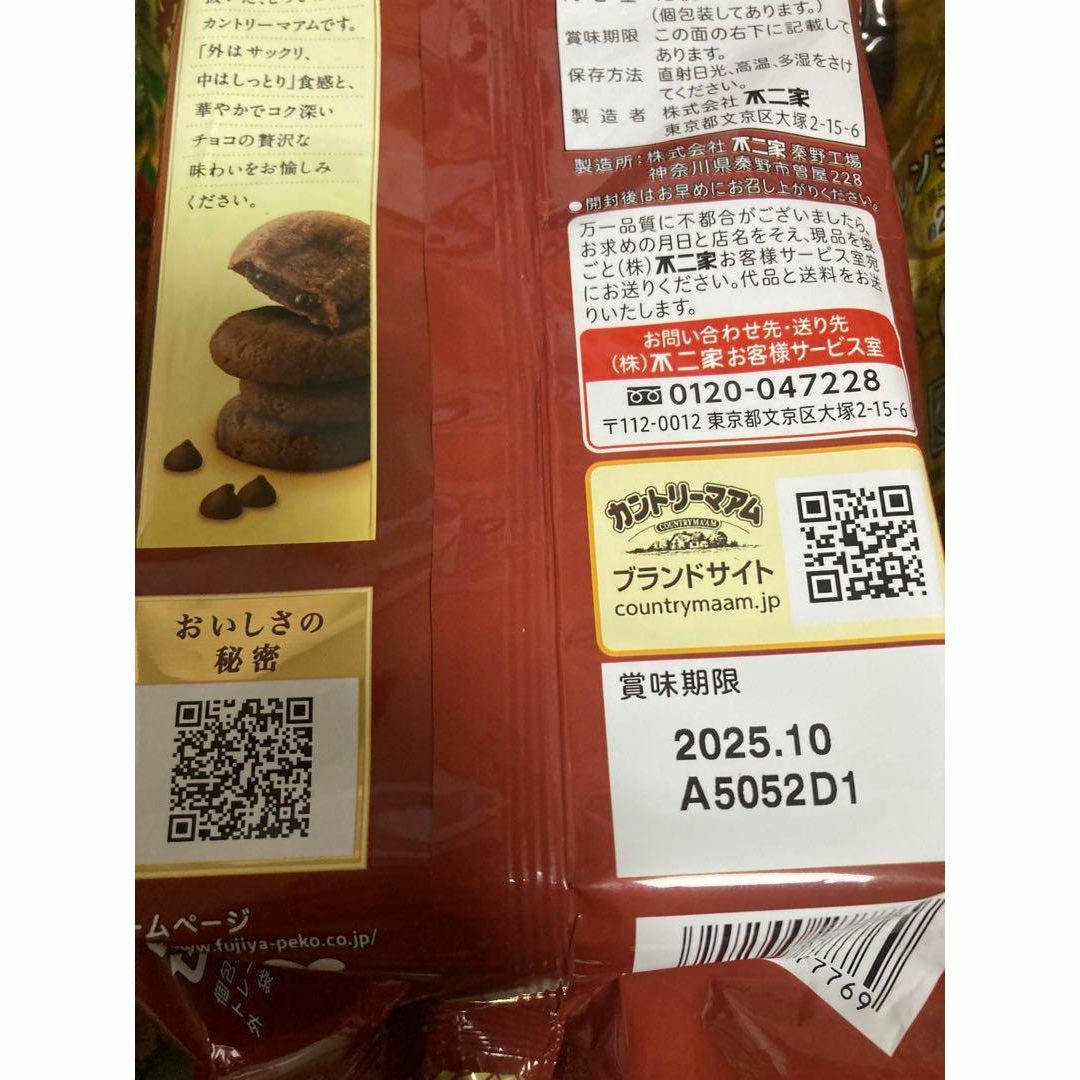 カントリーマアムです。
「外はサックリ、
中はしっとり」食感と、
華やかでコク深い
チョコの贅沢な
味わいをお愉しみ
ください。
おいしさの
秘密
ームページ
www.fujiya-peko.co.jp/
(個包装してあります。)
賞味期限 この面の右下に記載して
あります。
保存方法 直射日光、高温、多湿をさけ
てください。
製造者 株式会社 不二家
東京都文京区大塚2-15-6
製造所:株式会社 不二家 秦野工場
神奈川県秦野市曽屋228
●開封後はお早めにお召し上がりください。
万一品質に不都合がございましたら、
お求めの月日と店名をそえ、現品を袋
ごと(株)不二家お客様サービス室宛
にお送りください。代品と送料をお送
りいたします。
お問い合わせ先・送り先
(株)不二家お客様サービス室
0120-047228
〒112-0012 東京都文京区大塚2-15-6
カントリーマアム
COUNTRY MA'AM
ブランドサイト
countrymaam.jp
賞味期限
2025.10
A5052D1
7769